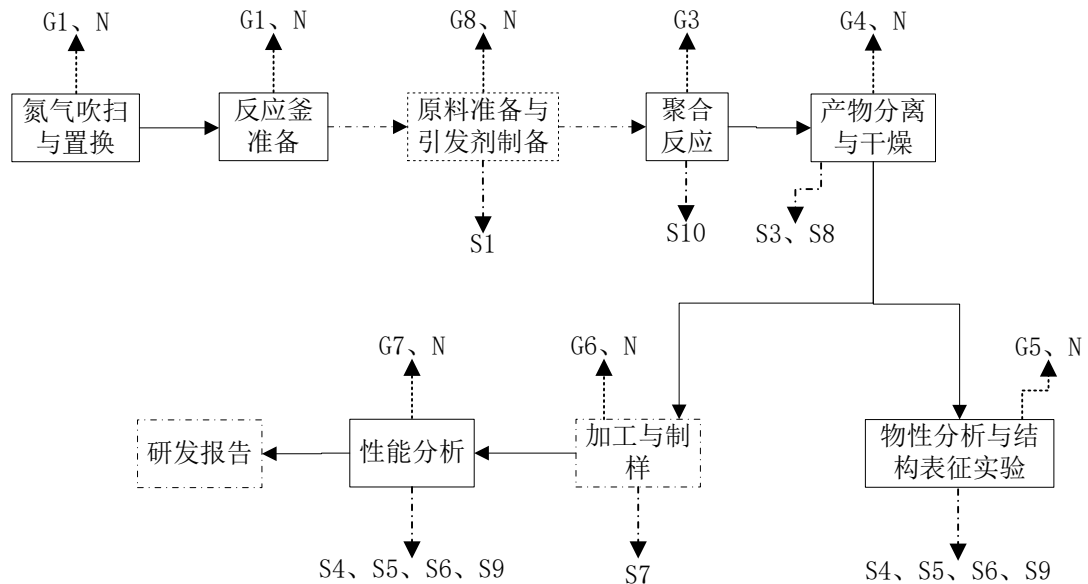 G1、N
G1、N
G8、N
G3
G4、N
氮气吹扫
与置换
反应釜
准备
原料准备与
引发剂制备
聚合
反应
产物分离
与干燥
S1
S10
S3、S8
G7、N
G6、N
G5、N
研发报告
性能分析
加工与制
样
物性分析与结
构表征实验
S4、S5、S6、S9
S7
S4、S5、S6、S9